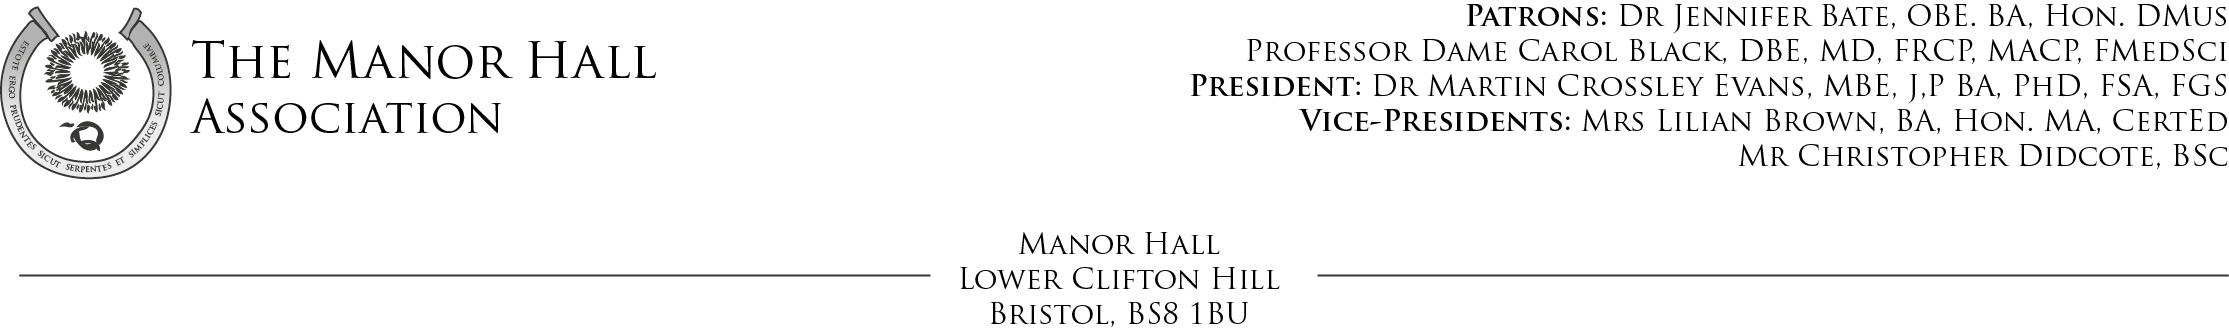 ESTOTE ERGO PRUDENTES SICUT SERPENTES ET SIMPLICES SICUT COLUMBAE
THE MANOR HALL
ASSOCIATION
PATRONS: DR JENNIFER BATE, OBE. BA, HON. DMUS
PROFESSOR DAME CAROL BLACK, DBE, MD, FRCP, MACP, FMEDSCI
PRESIDENT: DR MARTIN CROSSLEY EVANS, MBE, J,P BA, PHD, FSA, FGS
VICE-PRESIDENTS: MRS LILIAN BROWN, BA, HON. MA, CERTED
MR CHRISTOPHER DIDCOTE, BSC
MANOR HALL
LOWER CLIFTON HILL
BRISTOL, BS8 1BU